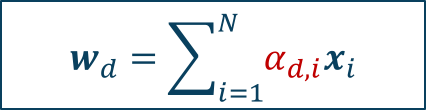 𝒘_d = ∑_{i=1}^{N} α_{d,i} 𝒙_i